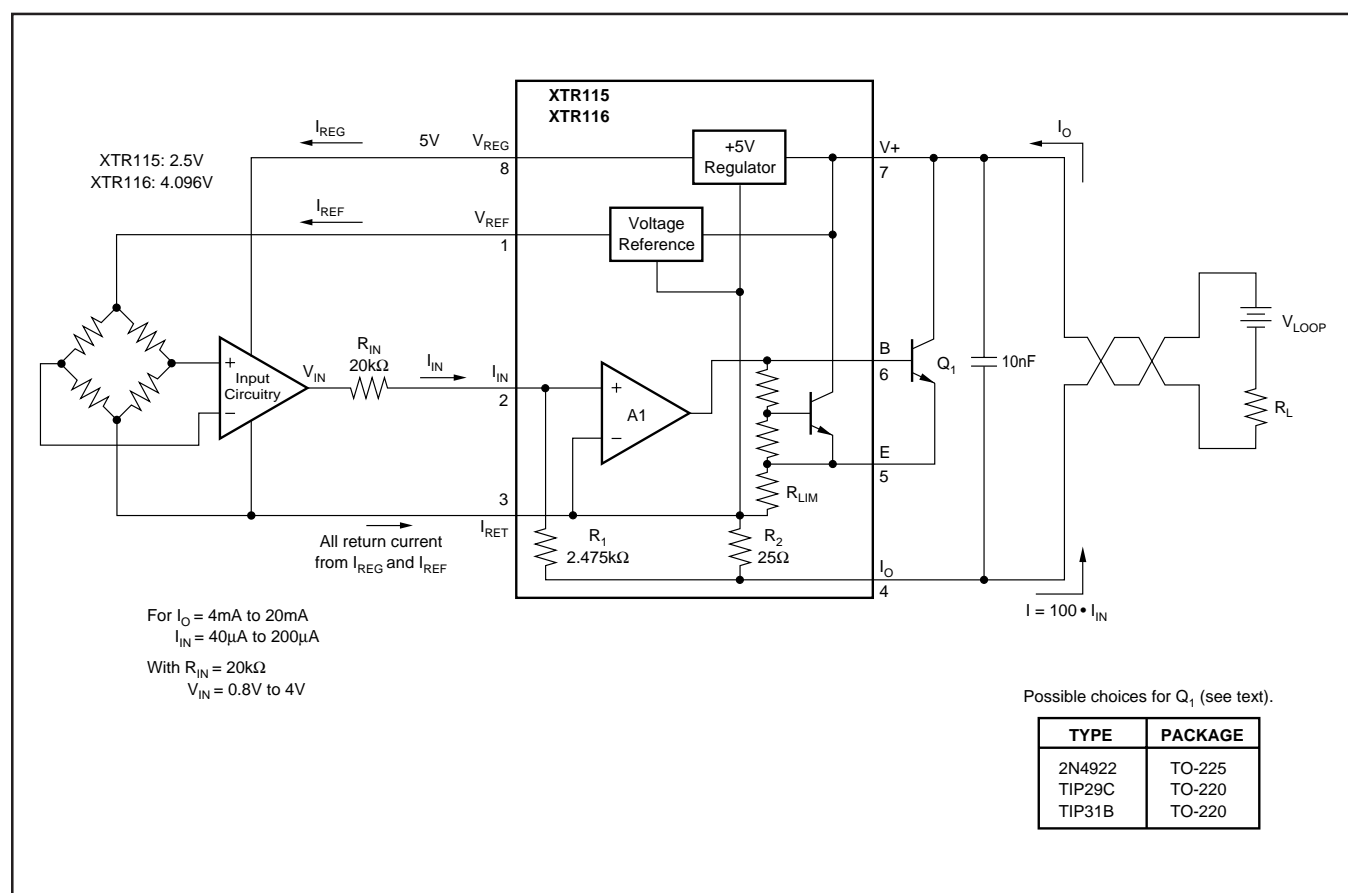 XTR115
XTR116
I_REG
5V
V_REG
8
+5V
Regulator
V+
7
I_O
XTR115: 2.5V
XTR116: 4.096V
I_REF
V_REF
1
Voltage
Reference
V_LOOP
R_L
10nF
B
6
Q_1
E
5
+
–
Input
Circuitry
V_IN
R_IN
20kΩ
I_IN
I_IN
2
+
–
A1
R_LIM
3
I_RET
All return current
from I_REG and I_REF
R_1
2.475kΩ
R_2
25Ω
I_O
4
I = 100 • I_IN
For I_O = 4mA to 20mA
I_IN = 40µA to 200µA
With R_IN = 20kΩ
V_IN = 0.8V to 4V
Possible choices for Q_1 (see text).
TYPE PACKAGE
2N4922 TO-225
TIP29C TO-220
TIP31B TO-220